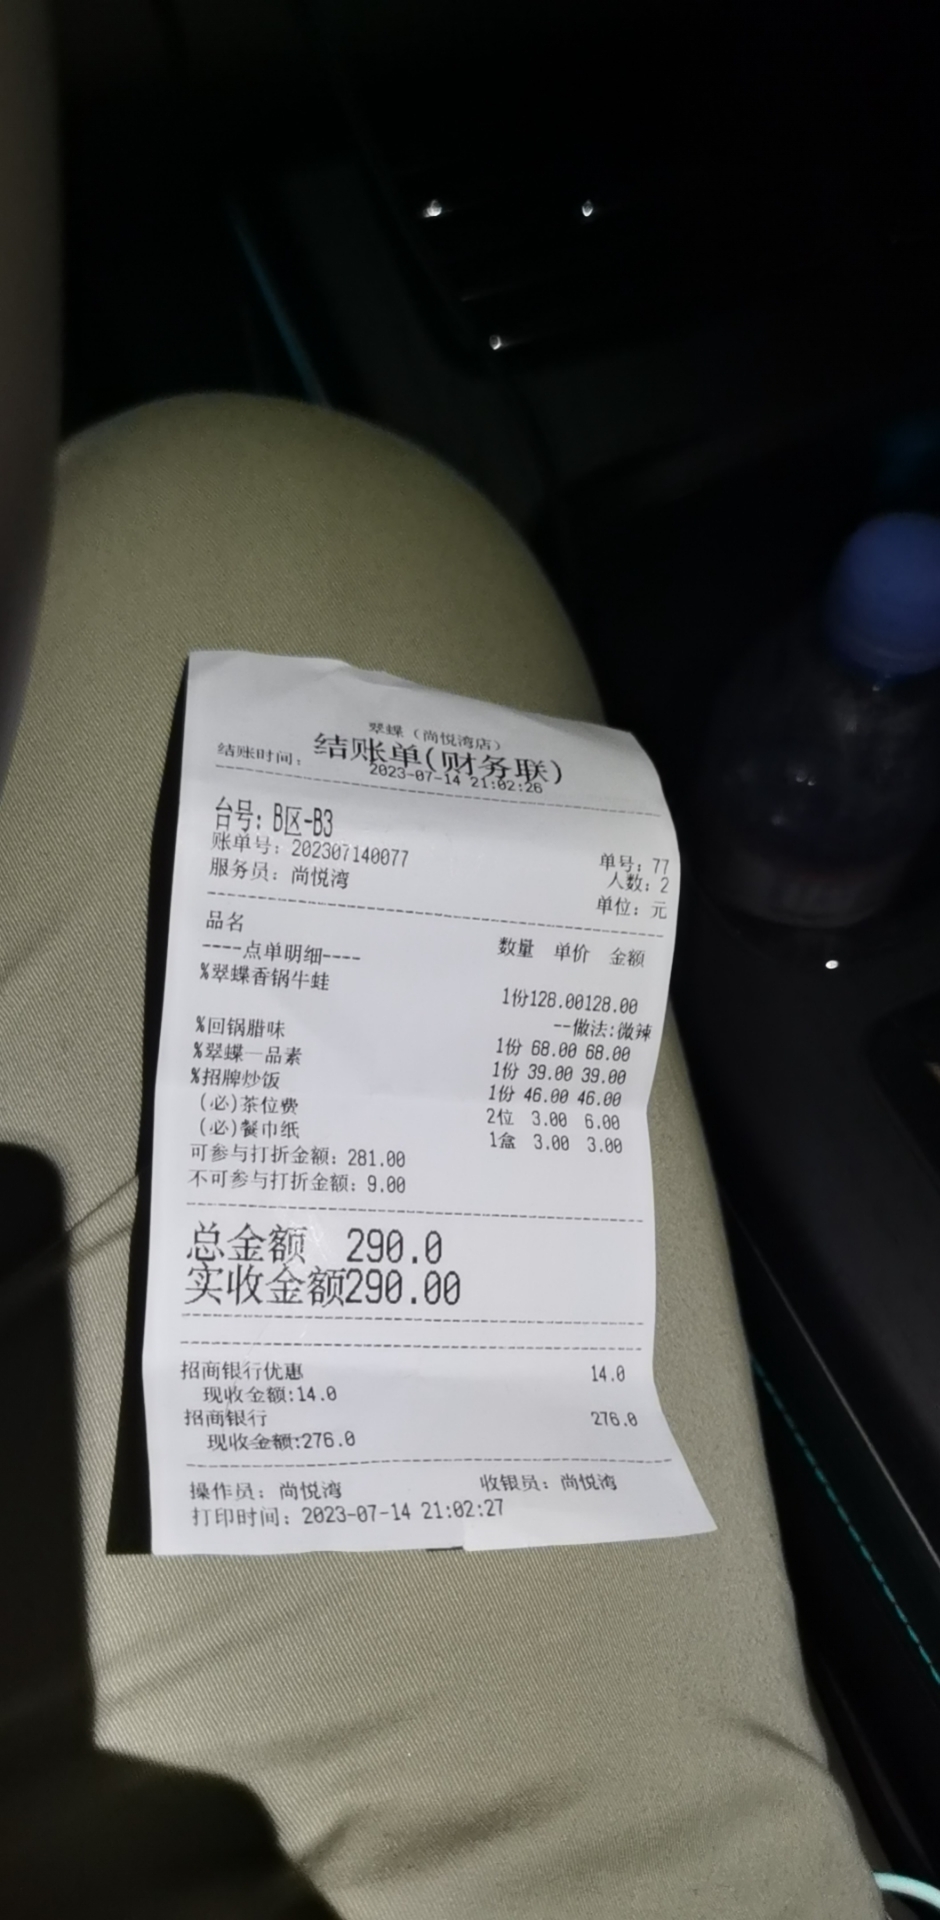 翠蝶（尚悦湾店）
结账单(财务联)
结账时间： 2023-07-14 21:02:26
台号: B区-B3
账单号: 202307140077 单号: 77
服务员: 尚悦湾 人数: 2
单位: 元
品名 数量 单价 金额
----点单明细----
%翠蝶香锅牛蛙
1份128.00128.00
--做法:微辣
%回锅腊味 1份 68.00 68.00
%翠蝶一品素 1份 39.00 39.00
%招牌炒饭 1份 46.00 46.00
(必)茶位费 2位 3.00 6.00
(必)餐巾纸 1盒 3.00 3.00
可参与打折金额: 281.00
不可参与打折金额: 9.00
总金额 290.0
实收金额290.00
招商银行优惠 14.0
现收金额:14.0
招商银行 276.0
现收金额:276.0
操作员: 尚悦湾 收银员: 尚悦湾
打印时间: 2023-07-14 21:02:27